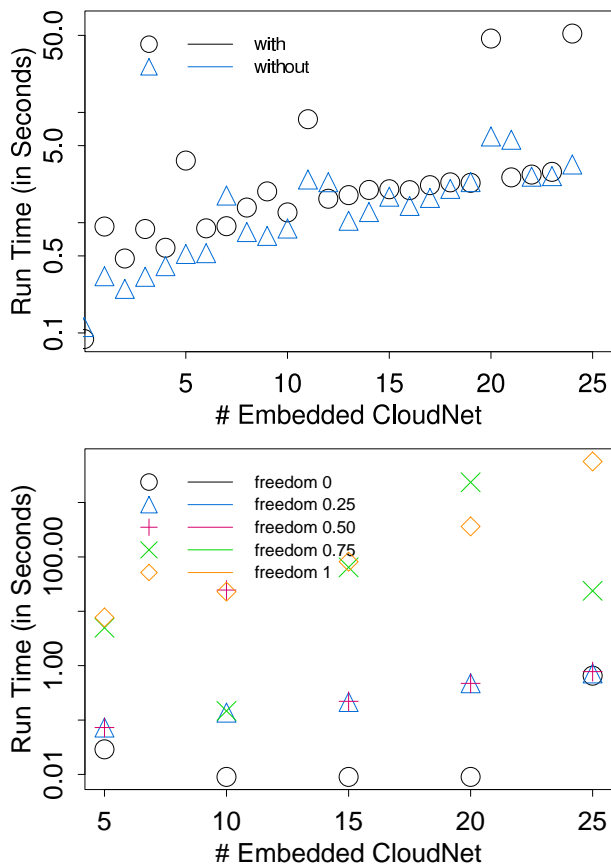 50.0
5.0
0.5
0.1
Run Time (in Seconds)
with
without
5 10 15 20 25
# Embedded CloudNet
100.00
1.00
0.01
Run Time (in Seconds)
freedom 0
freedom 0.25
freedom 0.50
freedom 0.75
freedom 1
5 10 15 20 25
# Embedded CloudNet